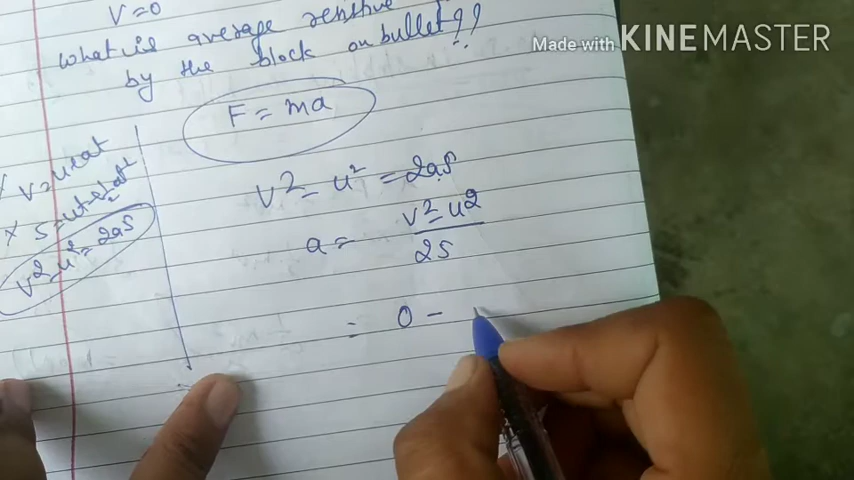 V=0
what is average resistive
by the block on bullet??
Made with KINEMASTER
F = ma
x v=u+at
x s=ut+½at²
v²-u²=2as
v²-u² = 2as
a = v²-u²
2s
= 0 -